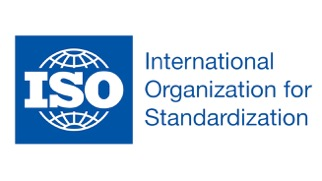 ISO
International
Organization for
Standardization